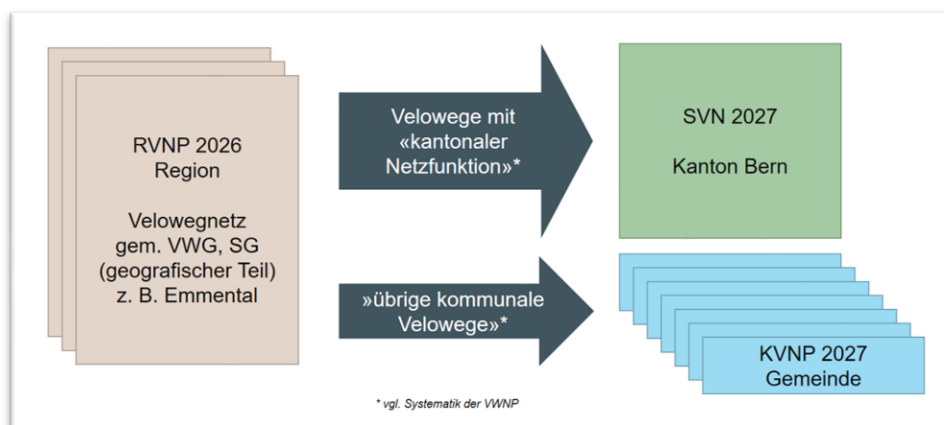 RVNP 2026
Region
Velowegnetz
gem. VWG, SG
(geografischer Teil)
z. B. Emmental
Velowege mit
«kantonaler
Netzfunktion»*
SVN 2027
Kanton Bern
»übrige kommunale
Velowege»*
KVNP 2027
Gemeinde
* vgl. Systematik der VWNP